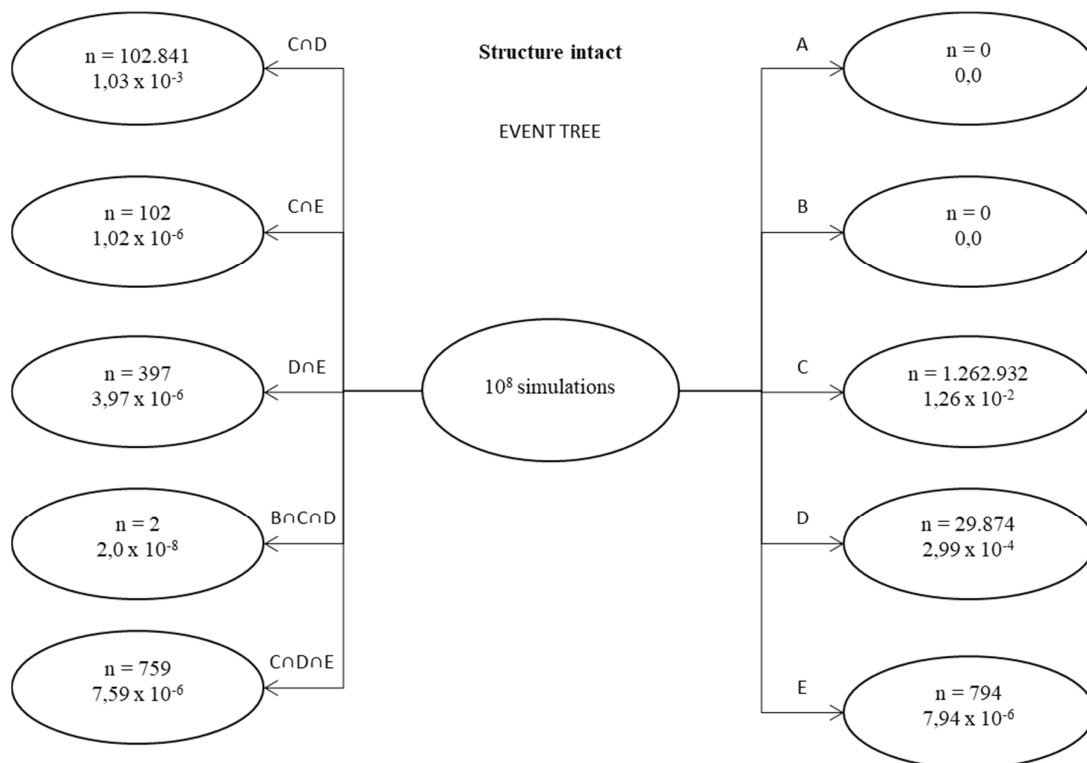 Structure intact
EVENT TREE
C∩D
n = 102.841
1,03 x 10⁻³
C∩E
n = 102
1,02 x 10⁻⁶
D∩E
n = 397
3,97 x 10⁻⁶
B∩C∩D
n = 2
2,0 x 10⁻⁸
C∩D∩E
n = 759
7,59 x 10⁻⁶
10⁸ simulations
A
n = 0
0,0
B
n = 0
0,0
C
n = 1.262.932
1,26 x 10⁻²
D
n = 29.874
2,99 x 10⁻⁴
E
n = 794
7,94 x 10⁻⁶